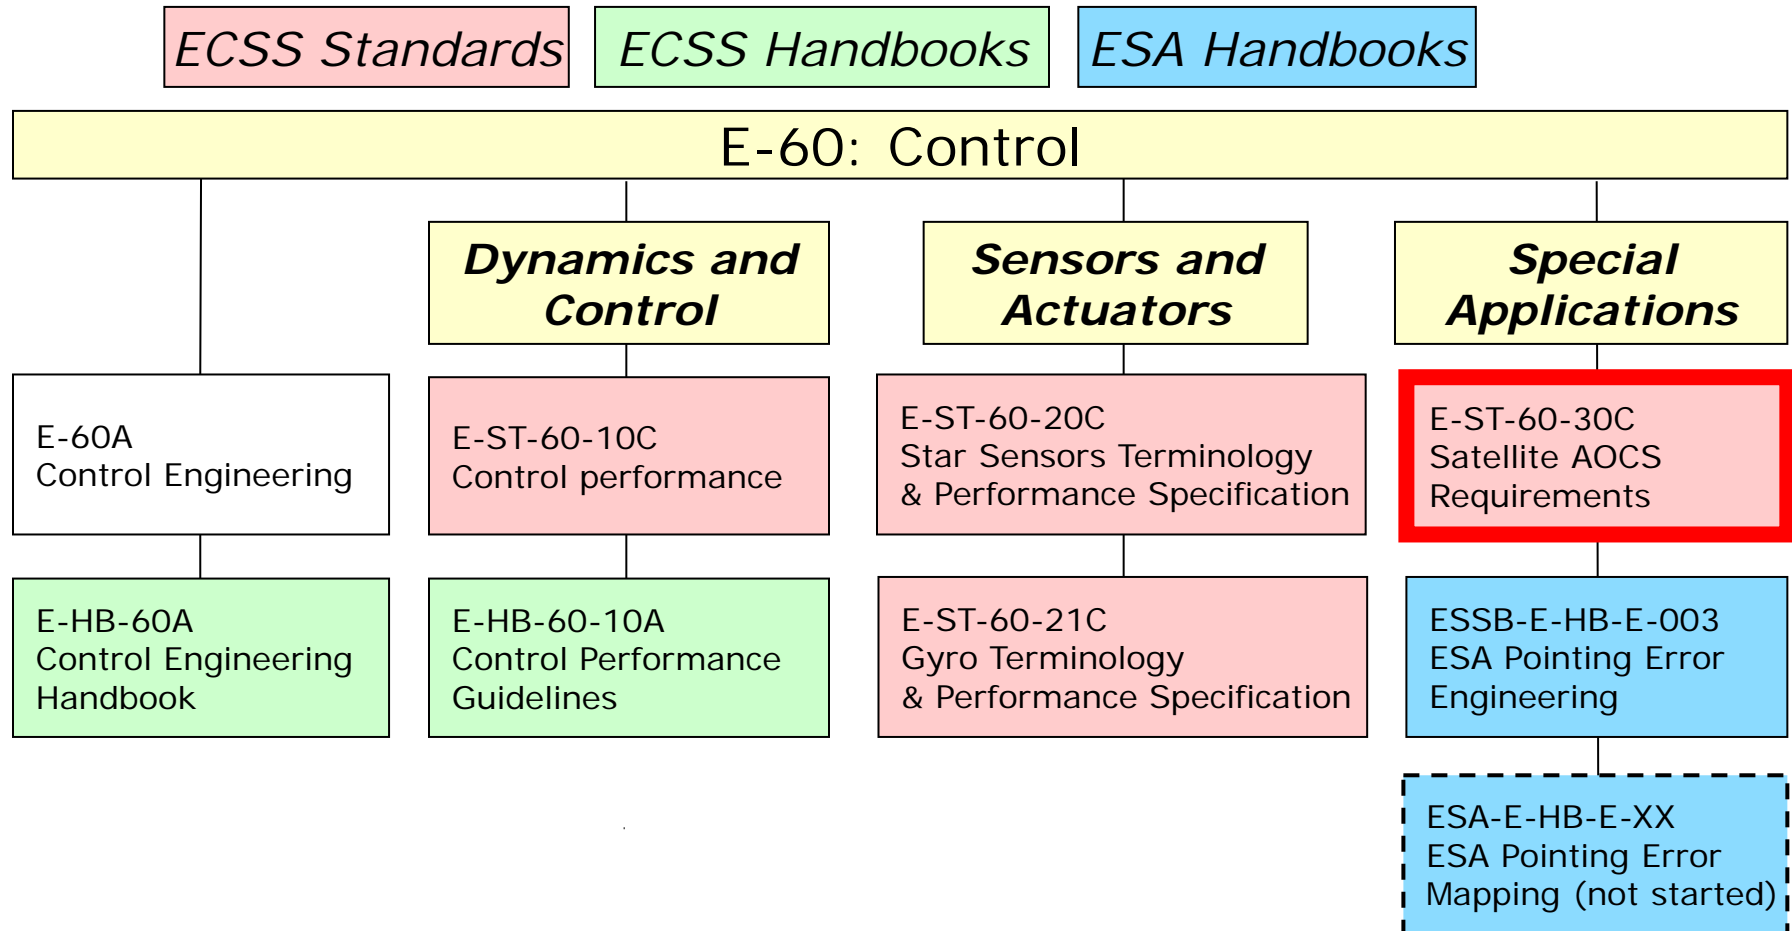 ECSS Standards
ECSS Handbooks
ESA Handbooks
E-60: Control
Dynamics and
Control
Sensors and
Actuators
Special
Applications
E-60A
Control Engineering
E-ST-60-10C
Control performance
E-ST-60-20C
Star Sensors Terminology
& Performance Specification
E-ST-60-30C
Satellite AOCS
Requirements
E-HB-60A
Control Engineering
Handbook
E-HB-60-10A
Control Performance
Guidelines
E-ST-60-21C
Gyro Terminology
& Performance Specification
ESSB-E-HB-E-003
ESA Pointing Error
Engineering
ESA-E-HB-E-XX
ESA Pointing Error
Mapping (not started)